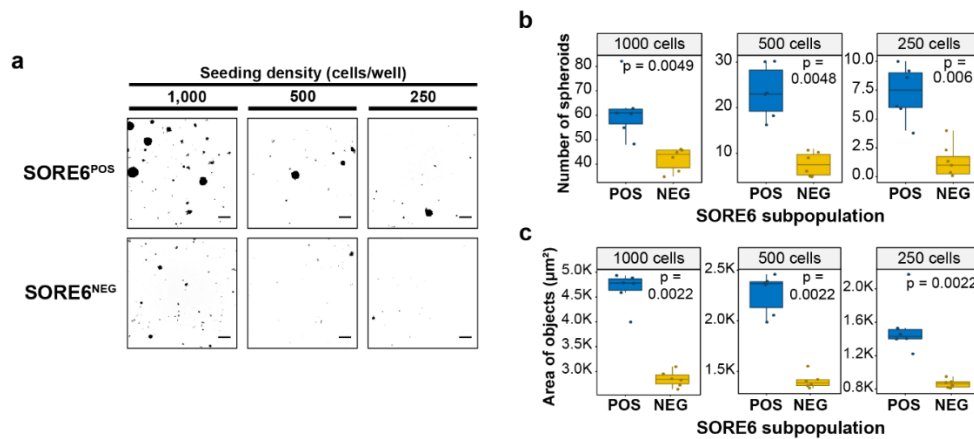 a
Seeding density (cells/well)
1,000 500 250
SORE6POS
SORE6NEG
b
1000 cells 500 cells 250 cells
Number of spheroids
80
70
60
50
40
p = 0.0049
30
20
10
p =
0.0048
10.0
7.5
5.0
2.5
0.0
p =
0.006
POS NEG POS NEG POS NEG
SORE6 subpopulation
c
1000 cells 500 cells 250 cells
Area of objects (μm²)
5.0K
4.5K
3.0K
p =
0.0022
2.5K
2.0K
1.5K
p =
0.0022
2.0K
1.6K
1.2K
0.8K
p = 0.0022
POS NEG POS NEG POS NEG
SORE6 subpopulation